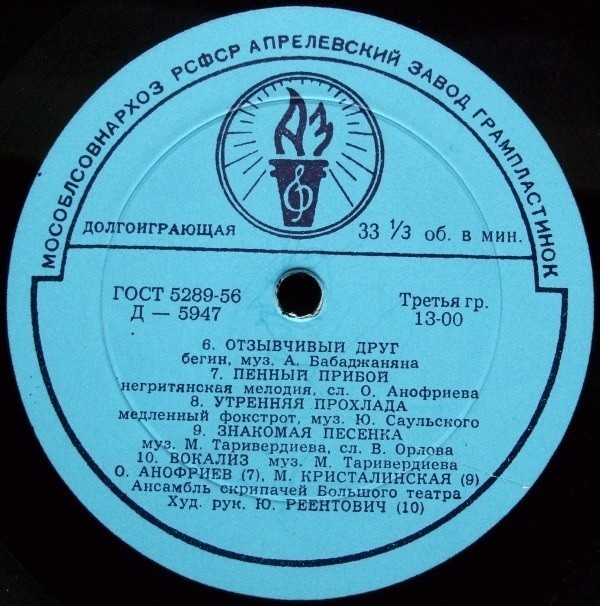 МОСОБЛСОВНАРХОЗ РСФСР АПРЕЛЕВСКИЙ ЗАВОД ГРАМПЛАСТИНОК
АЗ
ДОЛГОИГРАЮЩАЯ 33 1/3 об. в мин.
ГОСТ 5289-56 Третья гр.
Д — 5947 13-00
6. ОТЗЫВЧИВЫЙ ДРУГ
бегин, муз. А. Бабаджаняна
7. ПЕННЫЙ ПРИБОЙ
негритянская мелодия, сл. О. Анофриева
8. УТРЕННЯЯ ПРОХЛАДА
медленный фокстрот, муз. Ю. Саульского
9. ЗНАКОМАЯ ПЕСЕНКА
муз. М. Таривердиева, сл. В. Орлова
10. ВОКАЛИЗ муз. М. Таривердиева
О. АНОФРИЕВ (7), М. КРИСТАЛИНСКАЯ (9)
Ансамбль скрипачей Большого театра
Худ. рук. Ю. РЕЕНТОВИЧ (10)